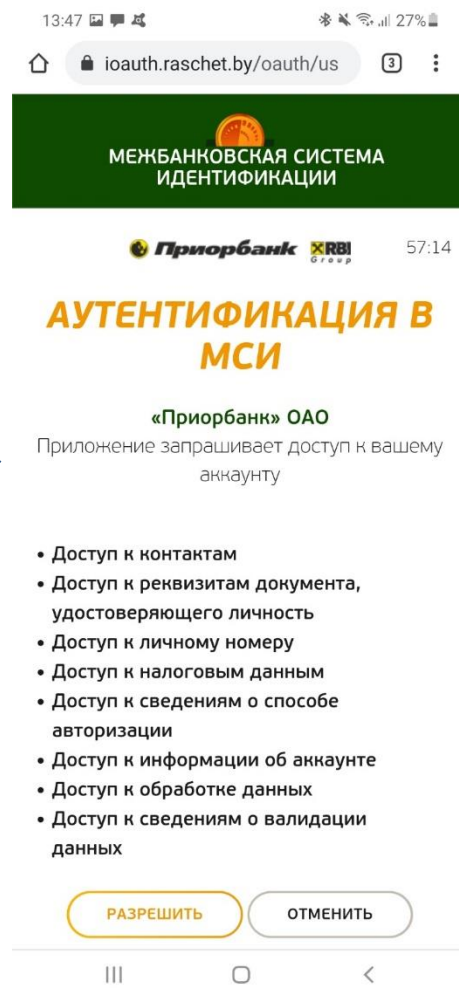 13:47 27%
ioauth.raschet.by/oauth/us 3
МЕЖБАНКОВСКАЯ СИСТЕМА
ИДЕНТИФИКАЦИИ
Приорбанк RBI Group 57:14
АУТЕНТИФИКАЦИЯ В
МСИ
«Приорбанк» ОАО
Приложение запрашивает доступ к вашему
аккаунту
• Доступ к контактам
• Доступ к реквизитам документа,
удостоверяющего личность
• Доступ к личному номеру
• Доступ к налоговым данным
• Доступ к сведениям о способе
авторизации
• Доступ к информации об аккаунте
• Доступ к обработке данных
• Доступ к сведениям о валидации
данных
РАЗРЕШИТЬ ОТМЕНИТЬ